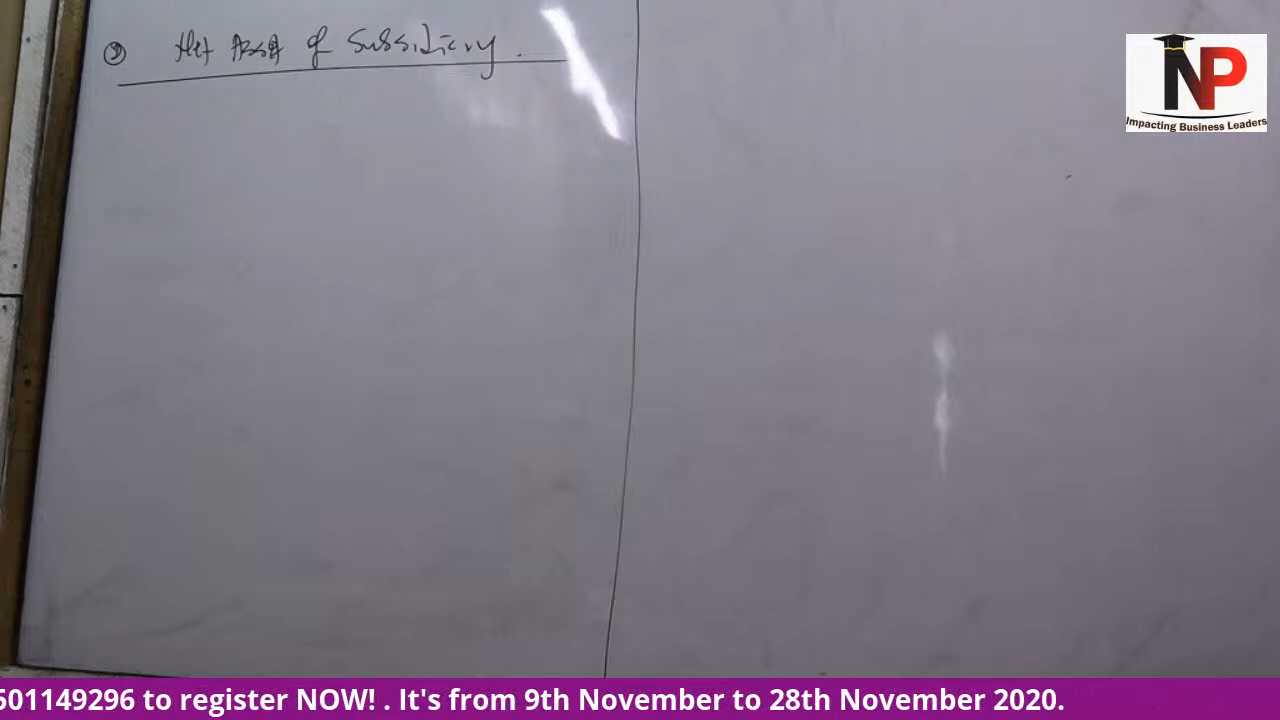 ② Net Asset of Subsidiary.
NP
Impacting Business Leaders
501149296 to register NOW! . It's from 9th November to 28th November 2020.